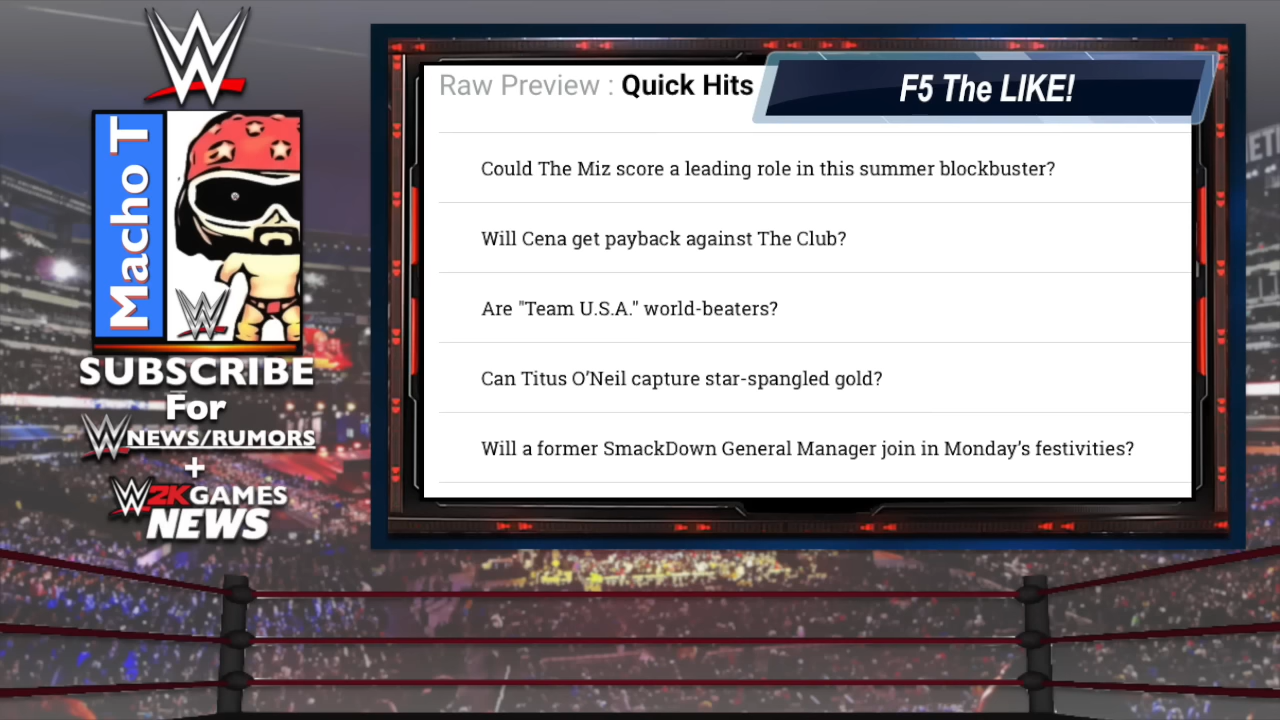 W
Macho T
W
SUBSCRIBE
For
W NEWS/RUMORS
+
W2K GAMES
NEWS
Raw Preview : Quick Hits
F5 The LIKE!
Could The Miz score a leading role in this summer blockbuster?
Will Cena get payback against The Club?
Are "Team U.S.A." world-beaters?
Can Titus O’Neil capture star-spangled gold?
Will a former SmackDown General Manager join in Monday’s festivities?